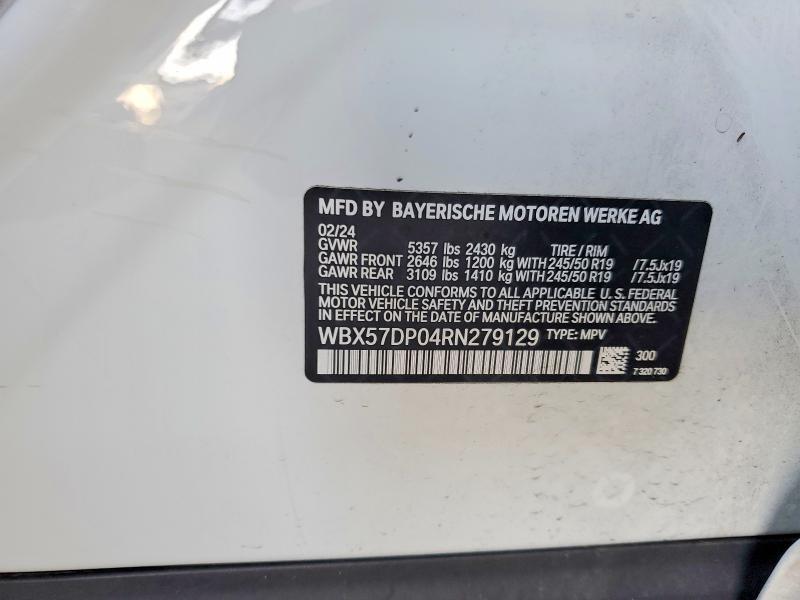 MFD BY BAYERISCHE MOTOREN WERKE AG
02/24
GVWR 5357 lbs 2430 kg TIRE / RIM
GAWR FRONT 2646 lbs 1200 kg WITH 245/50 R19 /7.5Jx19
GAWR REAR 3109 lbs 1410 kg WITH 245/50 R19 /7.5Jx19
THIS VEHICLE CONFORMS TO ALL APPLICABLE U.S. FEDERAL
MOTOR VEHICLE SAFETY AND THEFT PREVENTION STANDARDS
IN EFFECT ON THE DATE OF MANUFACTURE SHOWN ABOVE.
WBX57DP04RN279129 TYPE: MPV
300
7 320 730